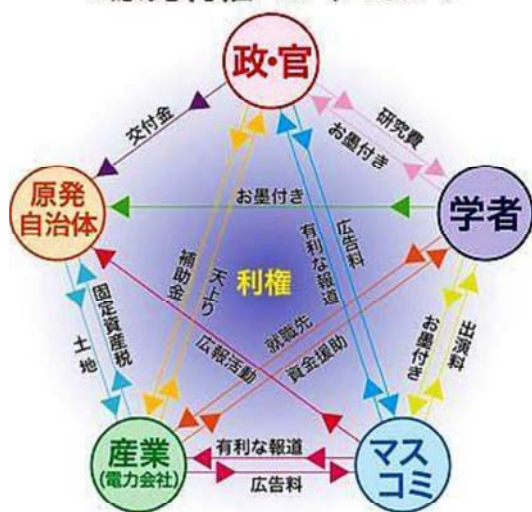 政・官
交付金
研究費
お墨付き
原発
自治体
お墨付き
学者
補助金
天上り
有利な報道
広告料
利権
固定資産税
土地
広報活動
就職先
資金援助
お墨付き
出演料
産業
(電力会社)
有利な報道
広告料
マス
コミ